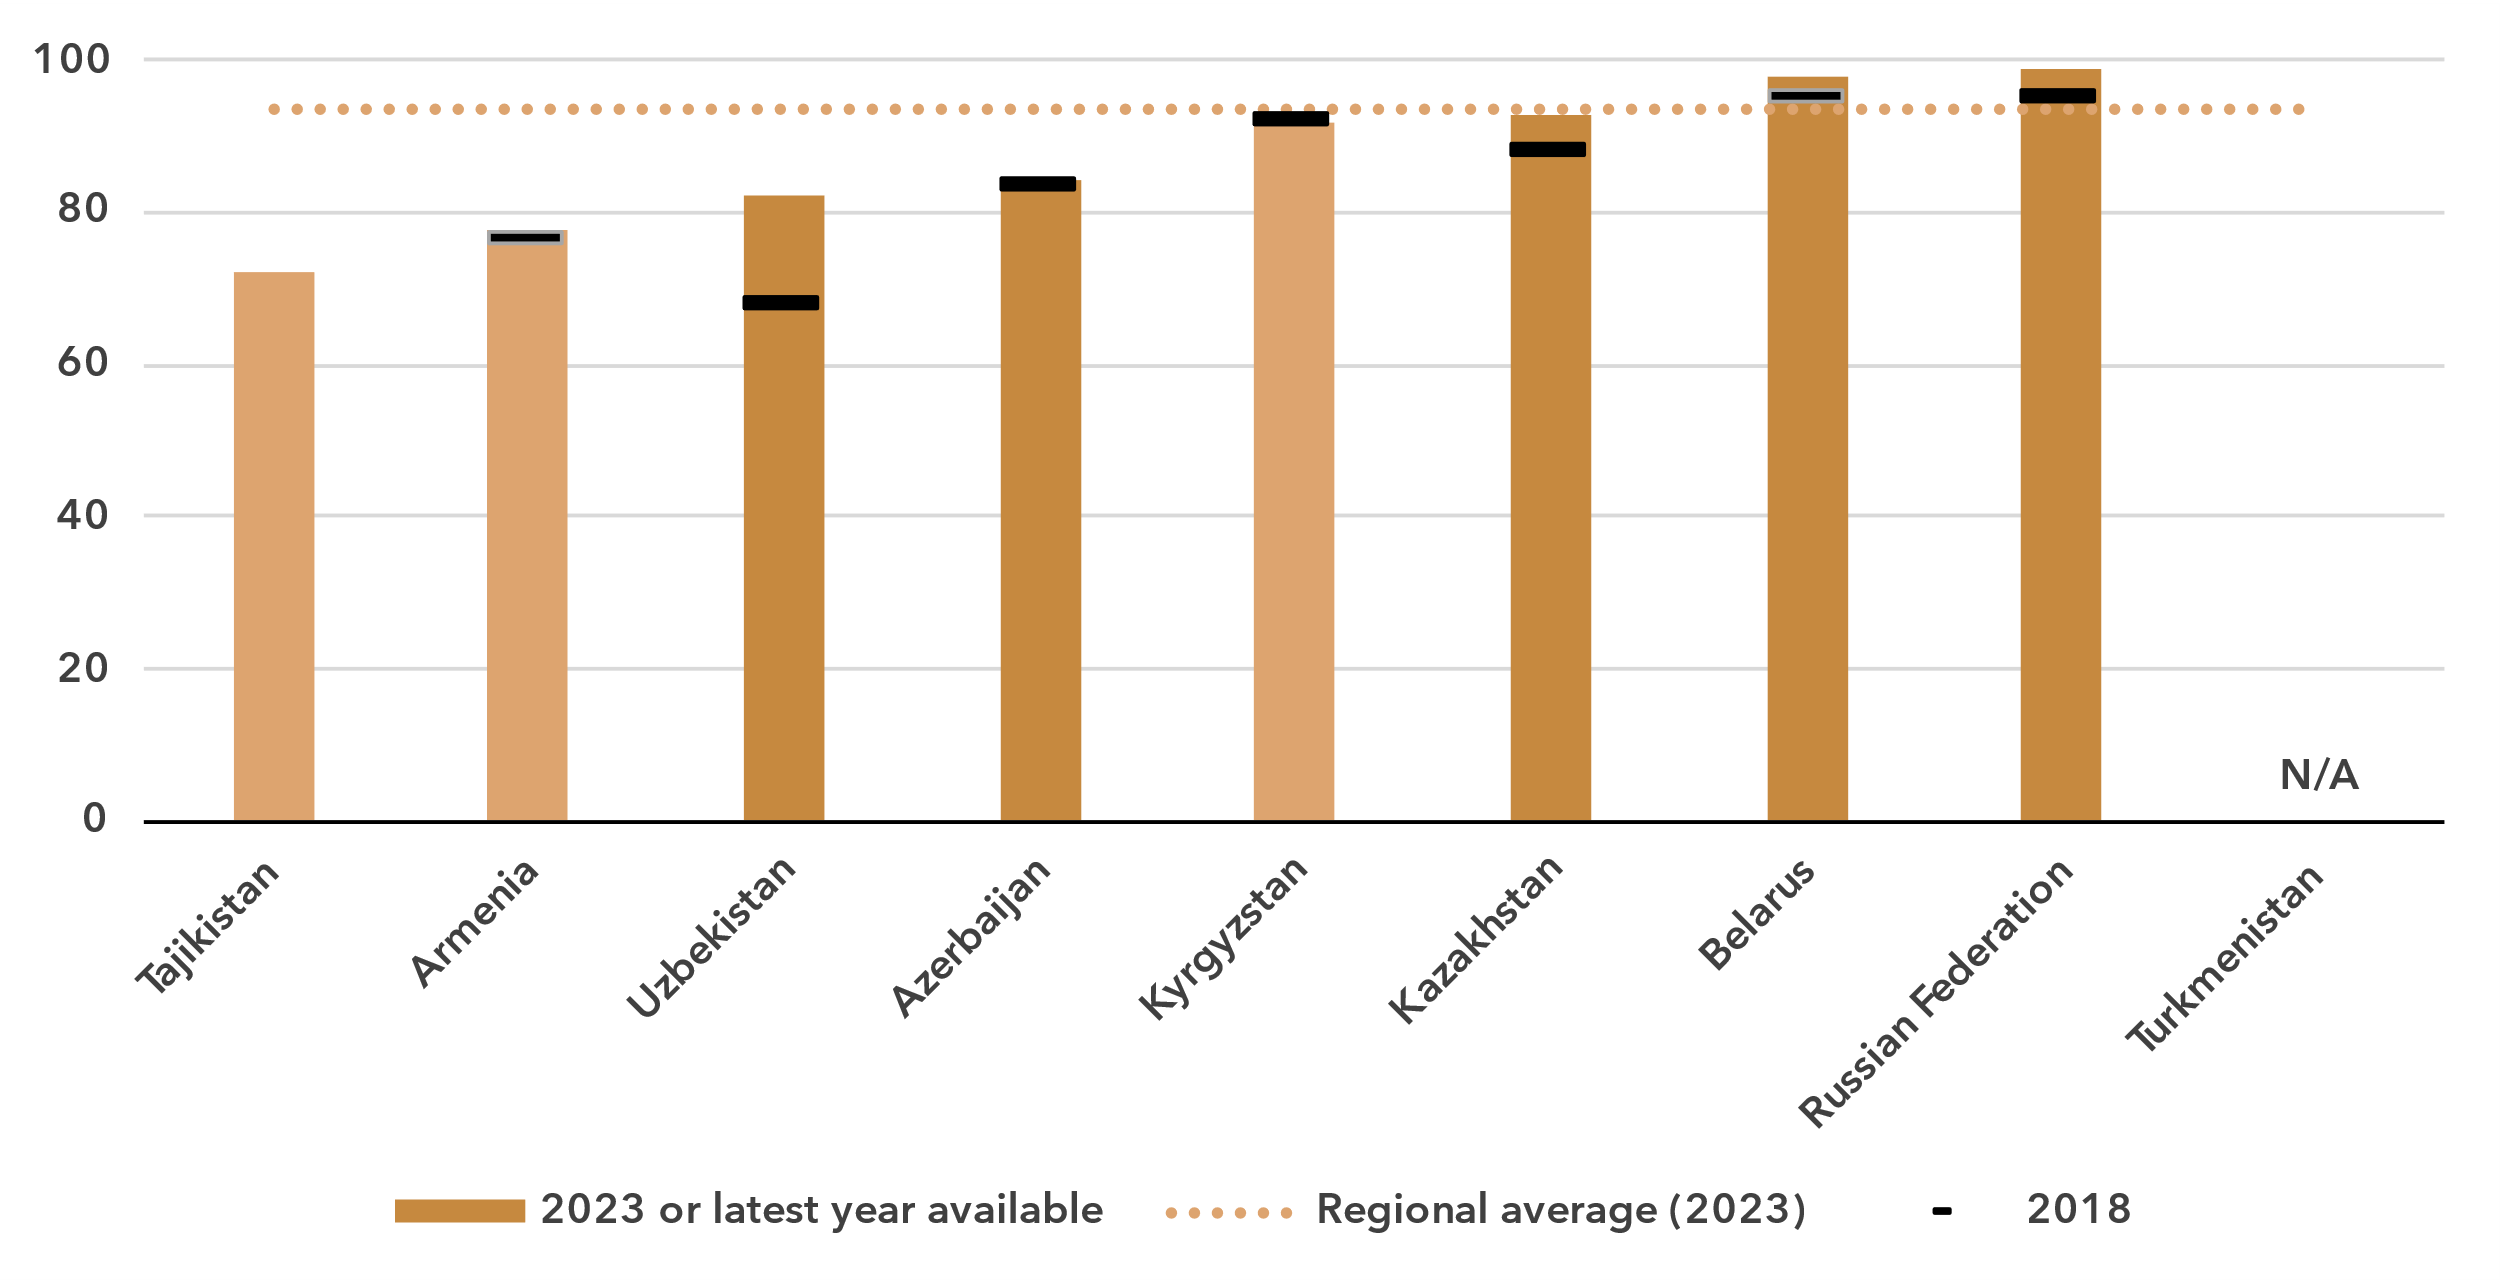 100
80
60
40
20
0
N/A
Tajikistan
Armenia
Uzbekistan
Azerbaijan
Kyrgyzstan
Kazakhstan
Belarus
Russian Federation
Turkmenistan
2023 or latest year available
Regional average (2023)
2018